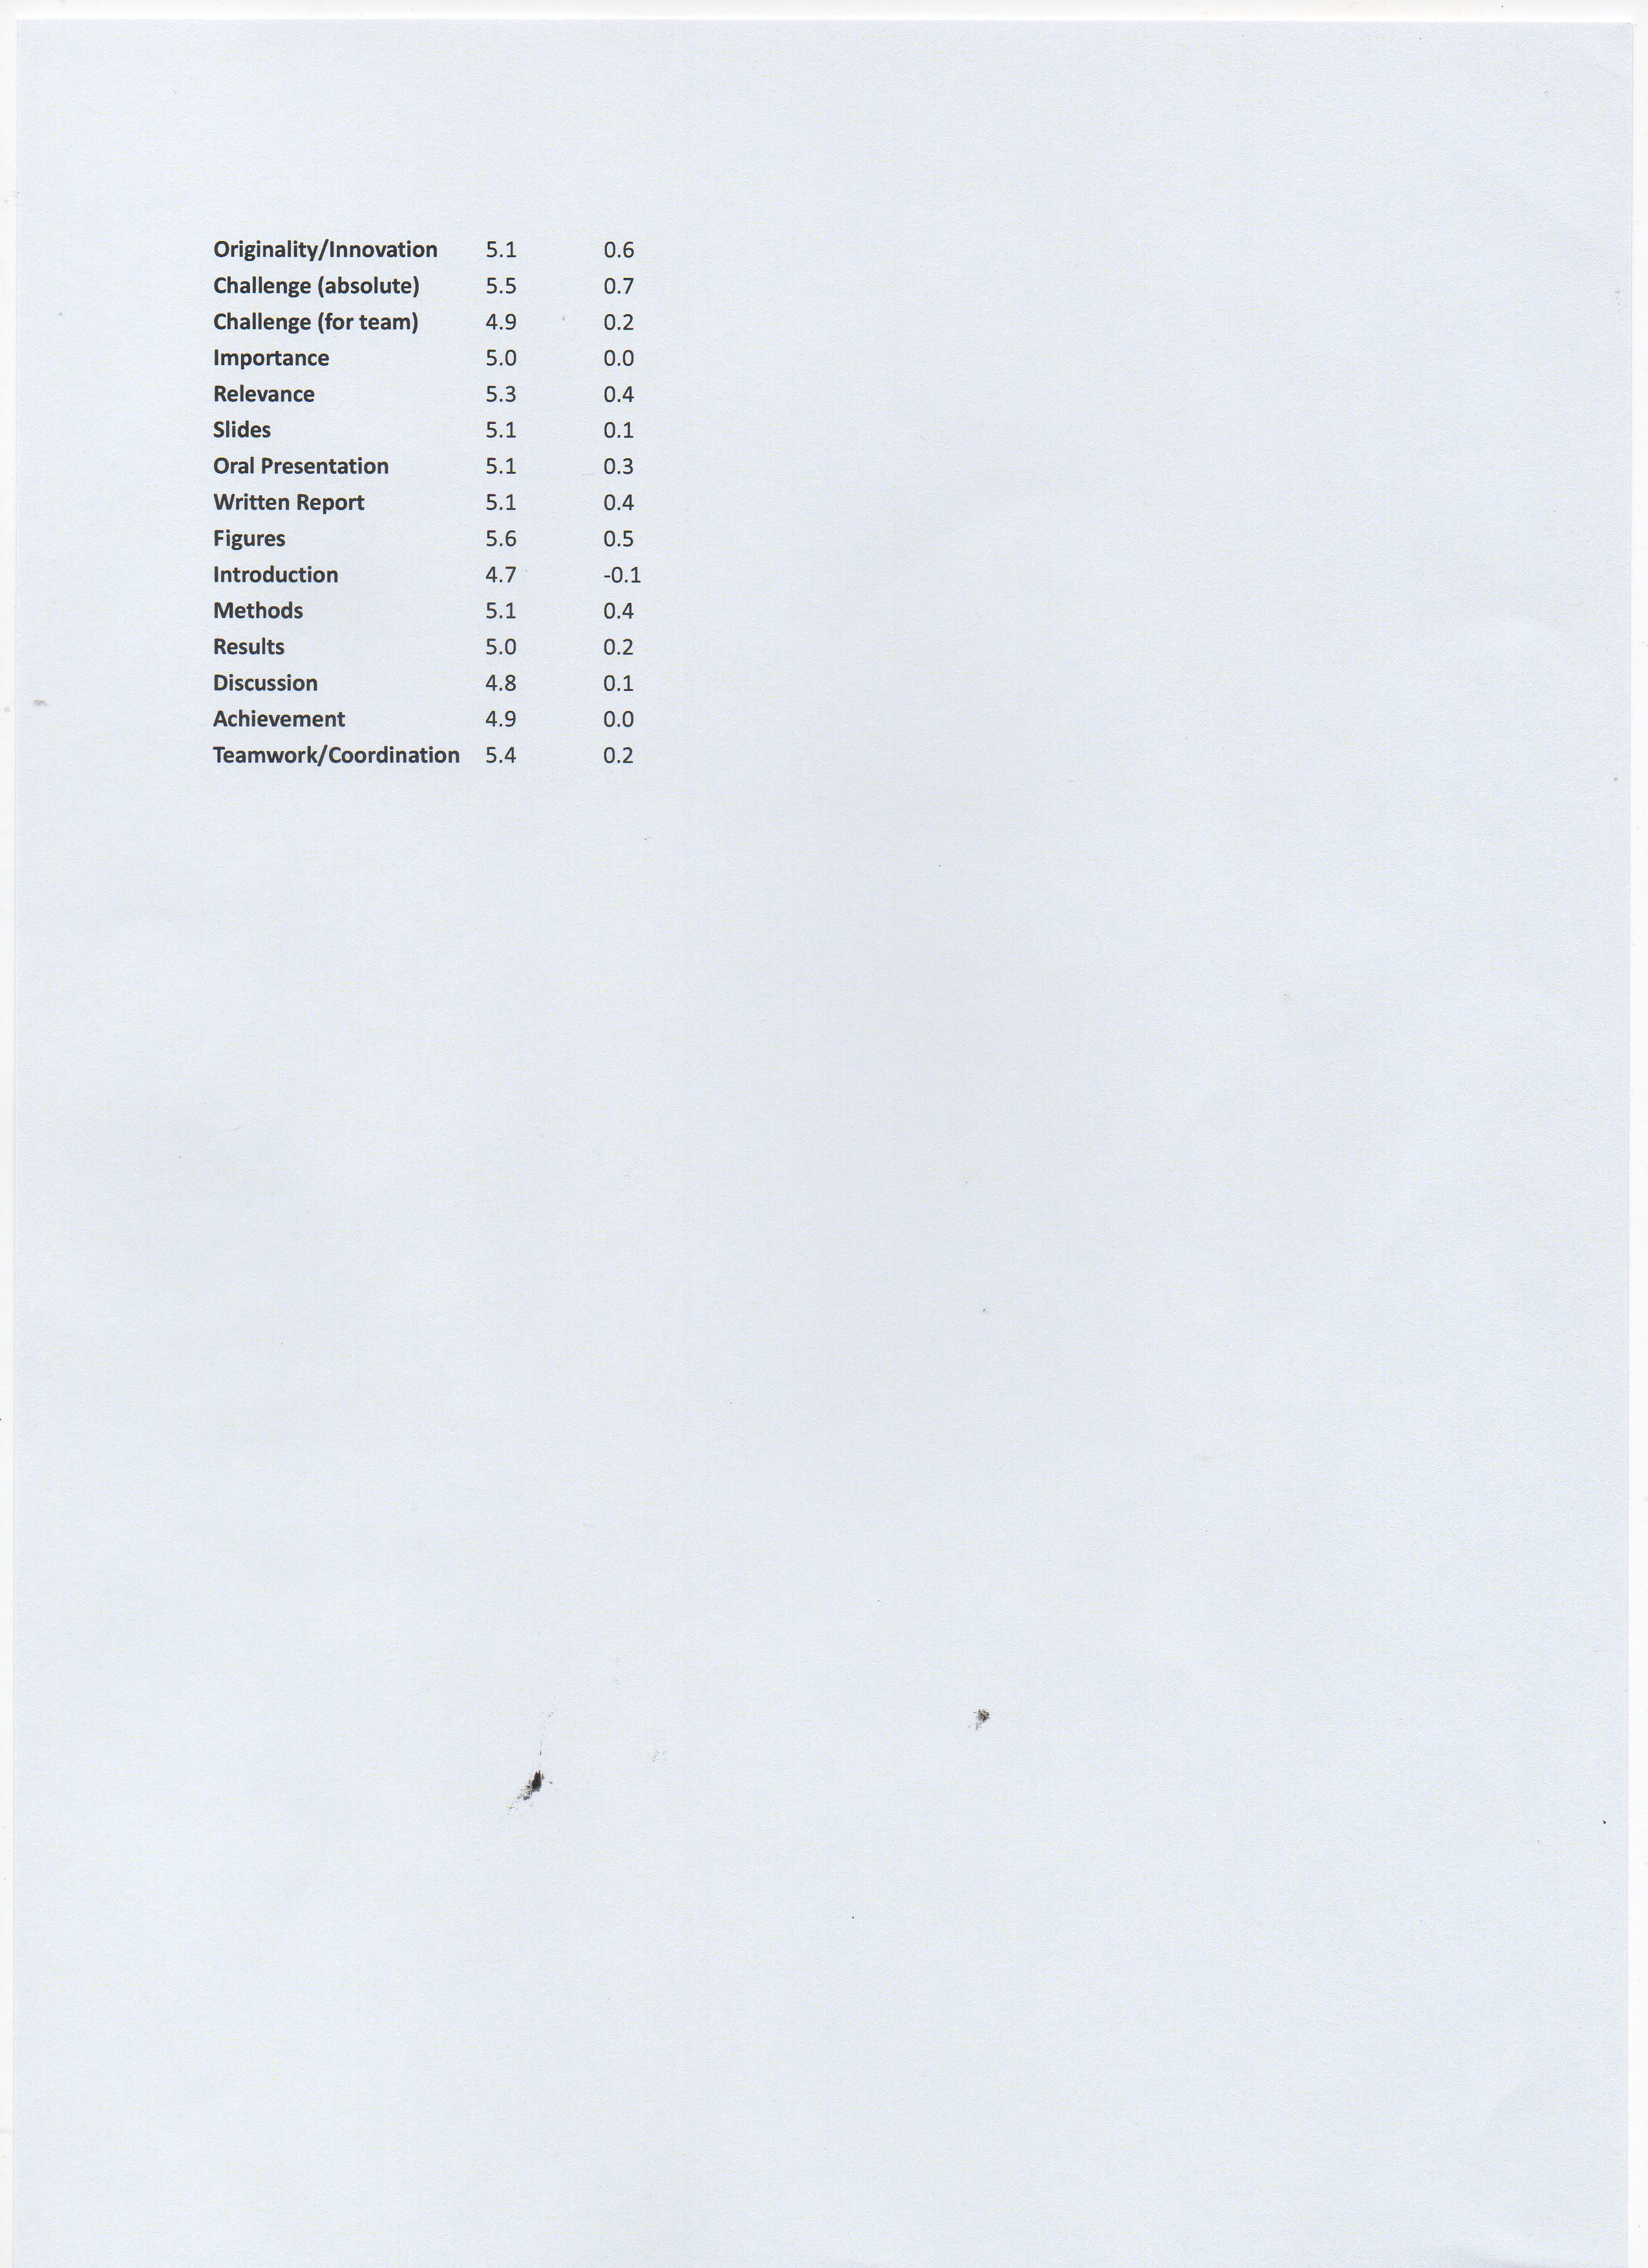 Originality/Innovation 5.1 0.6
Challenge (absolute) 5.5 0.7
Challenge (for team) 4.9 0.2
Importance 5.0 0.0
Relevance 5.3 0.4
Slides 5.1 0.1
Oral Presentation 5.1 0.3
Written Report 5.1 0.4
Figures 5.6 0.5
Introduction 4.7 -0.1
Methods 5.1 0.4
Results 5.0 0.2
Discussion 4.8 0.1
Achievement 4.9 0.0
Teamwork/Coordination 5.4 0.2